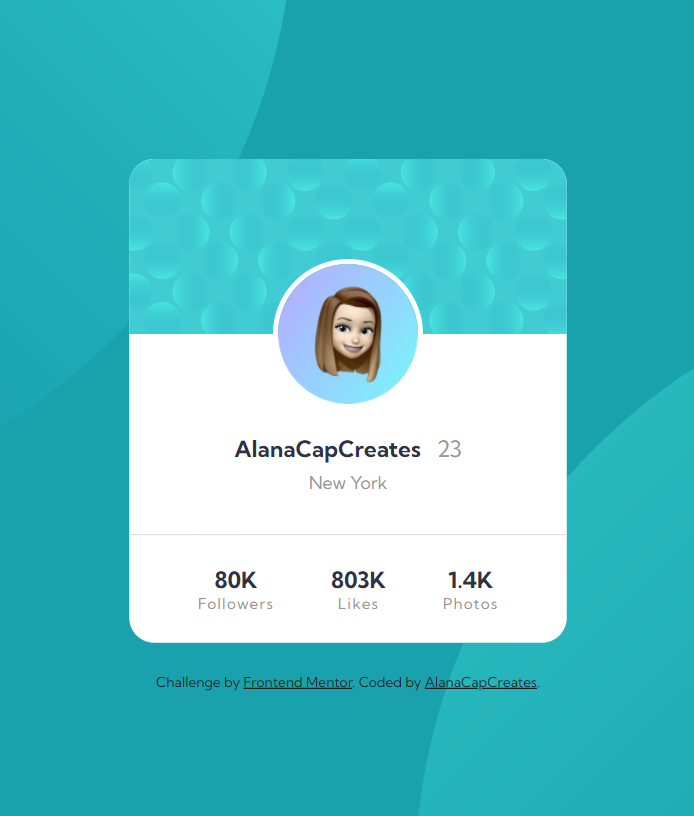 AlanaCapCreates 23
New York
80K 803K 1.4K
Followers Likes Photos
Challenge by Frontend Mentor. Coded by AlanaCapCreates.